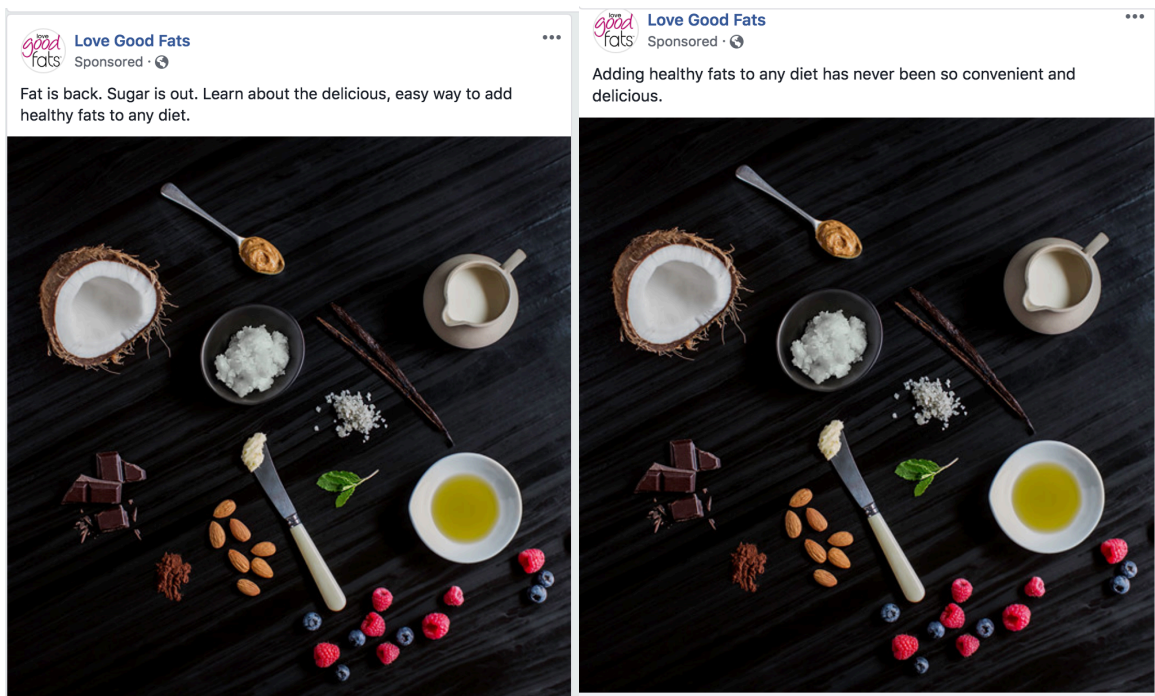 love
good
fats
Love Good Fats
Sponsored ·
Fat is back. Sugar is out. Learn about the delicious, easy way to add
healthy fats to any diet.
love
good
fats
Love Good Fats
Sponsored ·
Adding healthy fats to any diet has never been so convenient and
delicious.